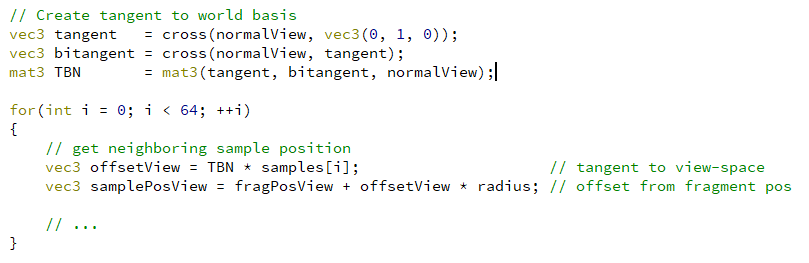 // Create tangent to world basis
vec3 tangent   = cross(normalView, vec3(0, 1, 0));
vec3 bitangent = cross(normalView, tangent);
mat3 TBN       = mat3(tangent, bitangent, normalView);

for(int i = 0; i < 64; ++i)
{
    // get neighboring sample position
    vec3 offsetView = TBN * samples[i];                     // tangent to view-space
    vec3 samplePosView = fragPosView + offsetView * radius; // offset from fragment pos

    // ...
}